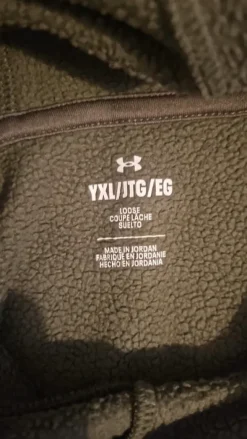 YXL/JTG/EG
LOOSE
COUPE LÂCHE
SUELTO
MADE IN JORDAN
FABRIQUÉ EN JORDANIE
HECHO EN JORDANIA